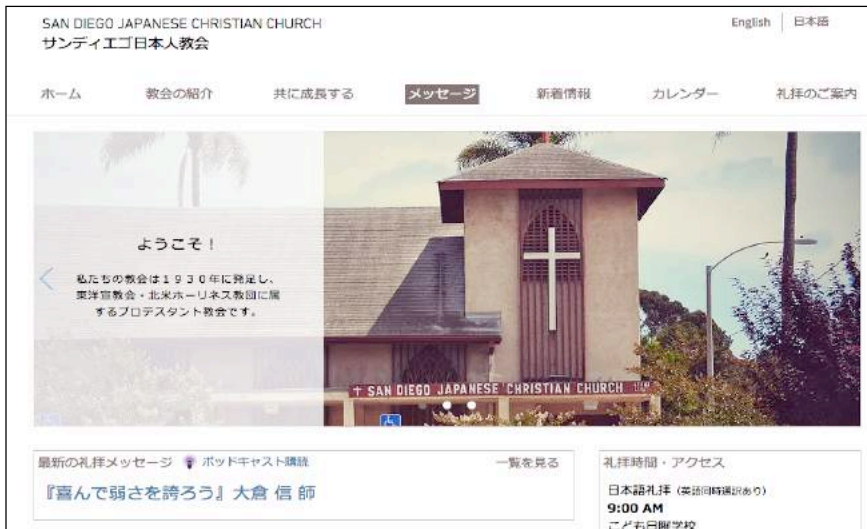 SAN DIEGO JAPANESE CHRISTIAN CHURCH
サンディエゴ日本人教会
English
日本語
ホーム
教会の紹介
共に成長する
メッセージ
新着情報
カレンダー
礼拝のご案内
ようこそ！
私たちの教会は１９３０年に発足し、
東洋宣教会・北米ホーリネス教団に属
するプロテスタント教会です。
SAN DIEGO JAPANESE CHRISTIAN CHURCH
最新の礼拝メッセージ ポッドキャスト購読
一覧を見る
『喜んで弱さを誇ろう』大倉 信 師
礼拝時間・アクセス
日本語礼拝（英語同時通訳あり）
9:00 AM
こども日曜学校